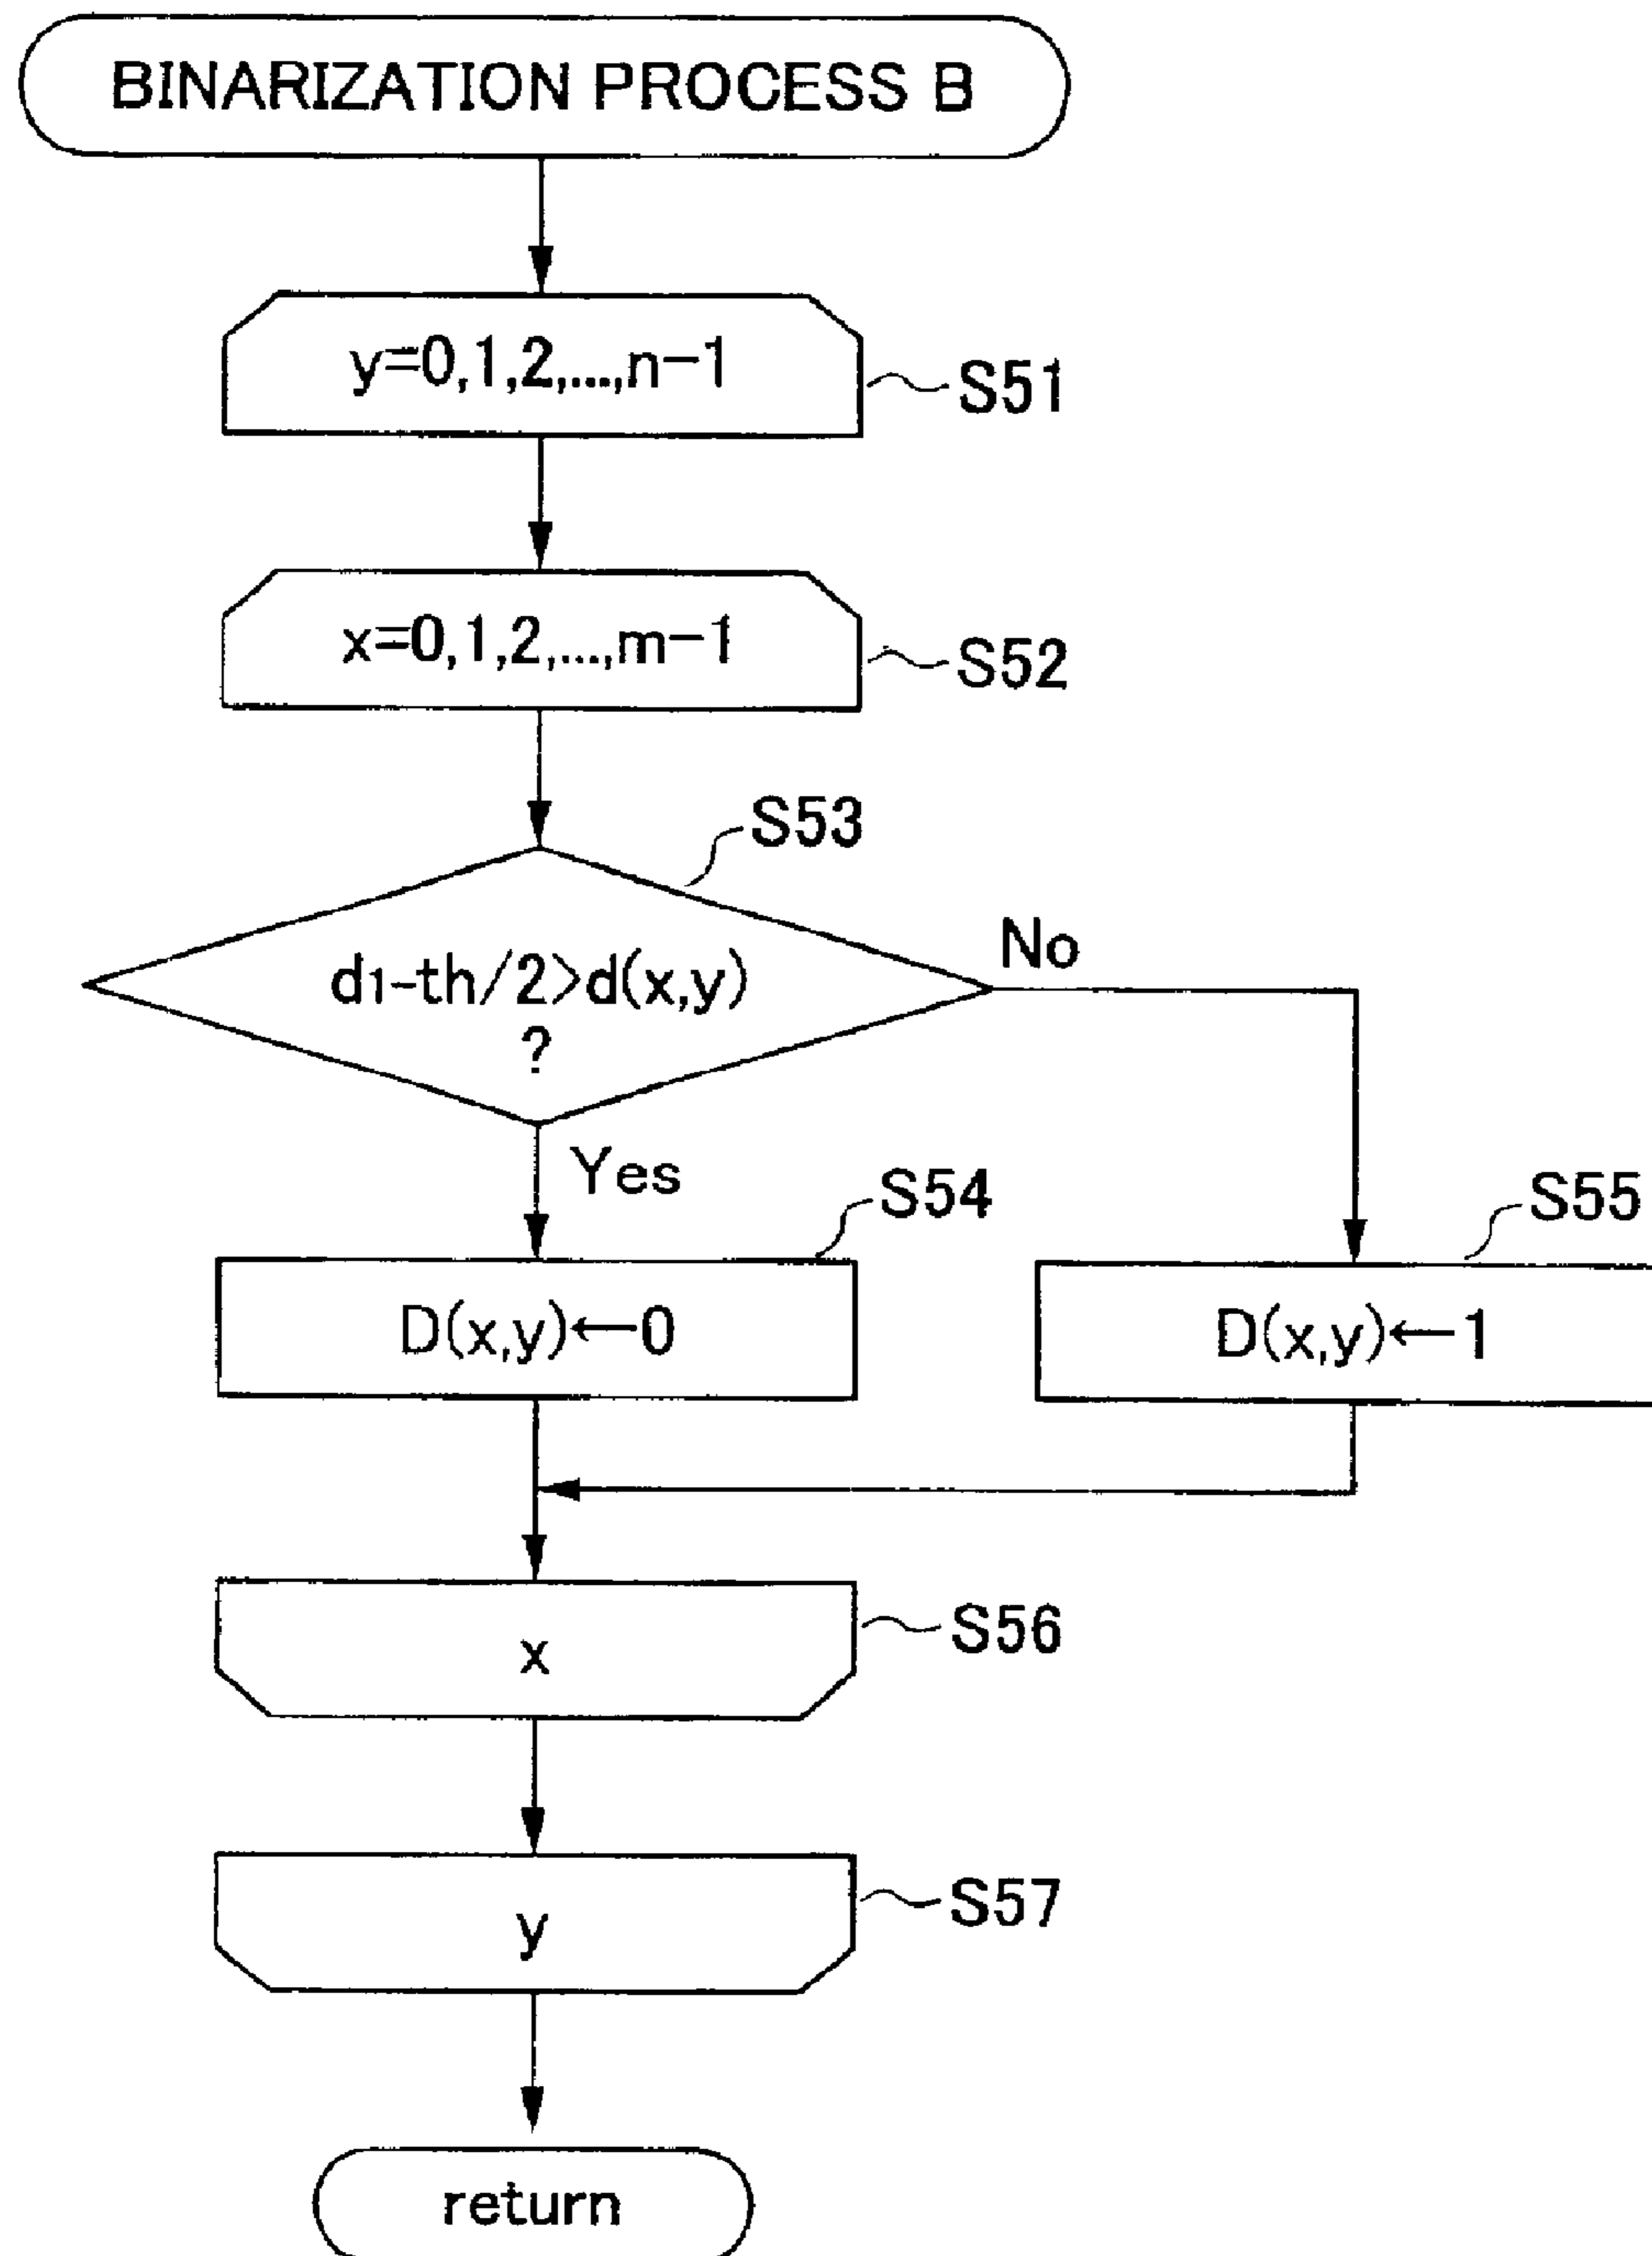 BINARIZATION PROCESS B
y=0,1,2,...,n-1
S51
x=0,1,2,...,m-1
S52
S53
d1-th/2>d(x,y)
?
No
Yes
S54
S55
D(x,y)←0
D(x,y)←1
x
S56
y
S57
return